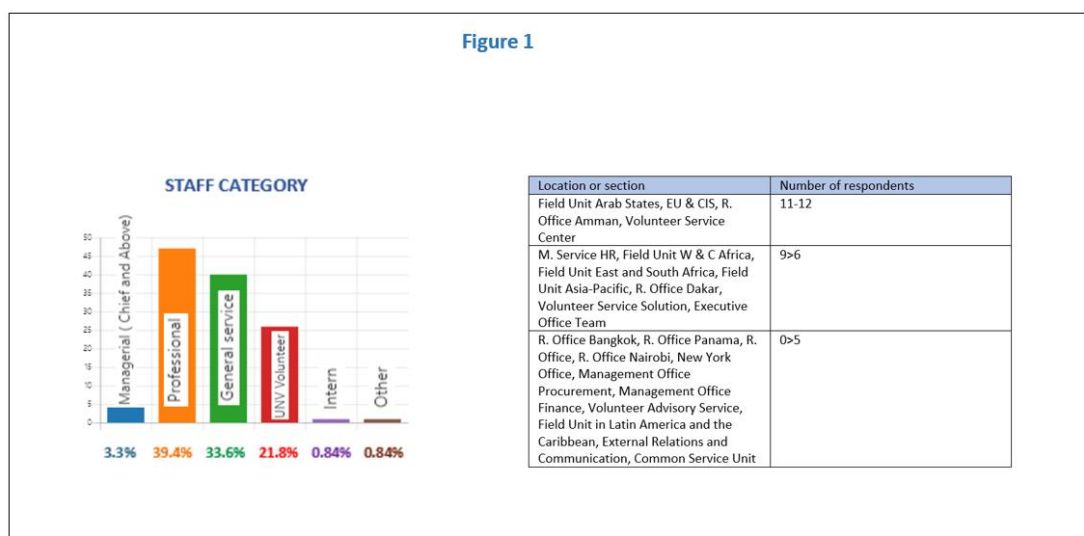 Figure 1
STAFF CATEGORY
50
45
40
35
30
25
20
15
10
5
0
Managerial ( Chief and Above)
Professional
General service
UNV Volunteer
Intern
Other
3.3% 39.4% 33.6% 21.8% 0.84% 0.84%
Location or section Number of respondents
Field Unit Arab States, EU & CIS, R. 11-12
Office Amman, Volunteer Service
Center
M. Service HR, Field Unit W & C Africa, 9>6
Field Unit East and South Africa, Field
Unit Asia-Pacific, R. Office Dakar,
Volunteer Service Solution, Executive
Office Team
R. Office Bangkok, R. Office Panama, R. 0>5
Office, R. Office Nairobi, New York
Office, Management Office
Procurement, Management Office
Finance, Volunteer Advisory Service,
Field Unit in Latin America and the
Caribbean, External Relations and
Communication, Common Service Unit